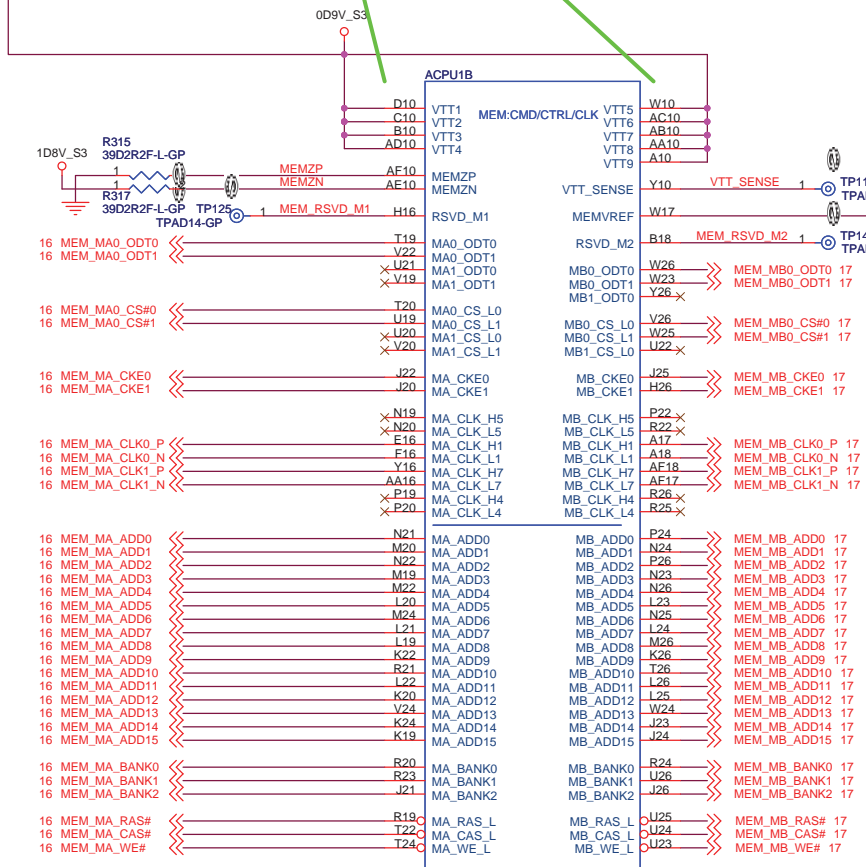 0D9V_S3
ACPU1B
MEM:CMD/CTRL/CLK
D10 VTT1 VTT5 W10
C10 VTT2 VTT6 AC10
B10 VTT3 VTT7 AB10
AD10 VTT4 VTT8 AA10
VTT9 A10
1D8V_S3
R315
39D2R2F-L-GP
1 MEMZP AF10 MEMZP
1 MEMZN AE10 MEMZN VTT_SENSE Y10 VTT_SENSE 1 TP11
TPA
R317
39D2R2F-L-GP
TP125
TPAD14-GP
1 MEM_RSVD_M1 H16 RSVD_M1 MEMVREF W17
RSVD_M2 B18 MEM_RSVD_M2 1 TP14
TPA
16 MEM_MA0_ODT0 T19 MA0_ODT0
16 MEM_MA0_ODT1 V22 MA0_ODT1
U21 MA1_ODT0 MB0_ODT0 W26 MEM_MB0_ODT0 17
V19 MA1_ODT1 MB0_ODT1 W23 MEM_MB0_ODT1 17
MB1_ODT0 Y26
16 MEM_MA0_CS#0 T20 MA0_CS_L0
16 MEM_MA0_CS#1 U19 MA0_CS_L1 MB0_CS_L0 V26 MEM_MB0_CS#0 17
U20 MA1_CS_L0 MB0_CS_L1 W25 MEM_MB0_CS#1 17
V20 MA1_CS_L1 MB1_CS_L0 U22
16 MEM_MA_CKE0 J22 MA_CKE0 MB_CKE0 J25 MEM_MB_CKE0 17
16 MEM_MA_CKE1 J20 MA_CKE1 MB_CKE1 H26 MEM_MB_CKE1 17
N19 MA_CLK_H5 MB_CLK_H5 P22
N20 MA_CLK_L5 MB_CLK_L5 R22
16 MEM_MA_CLK0_P E16 MA_CLK_H1 MB_CLK_H1 A17 MEM_MB_CLK0_P 17
16 MEM_MA_CLK0_N F16 MA_CLK_L1 MB_CLK_L1 A18 MEM_MB_CLK0_N 17
16 MEM_MA_CLK1_P Y16 MA_CLK_H7 MB_CLK_H7 AF18 MEM_MB_CLK1_P 17
16 MEM_MA_CLK1_N AA16 MA_CLK_L7 MB_CLK_L7 AF17 MEM_MB_CLK1_N 17
P19 MA_CLK_H4 MB_CLK_H4 R26
P20 MA_CLK_L4 MB_CLK_L4 R25
16 MEM_MA_ADD0 N21 MA_ADD0 MB_ADD0 P24 MEM_MB_ADD0 17
16 MEM_MA_ADD1 M20 MA_ADD1 MB_ADD1 N24 MEM_MB_ADD1 17
16 MEM_MA_ADD2 N22 MA_ADD2 MB_ADD2 P26 MEM_MB_ADD2 17
16 MEM_MA_ADD3 M19 MA_ADD3 MB_ADD3 N23 MEM_MB_ADD3 17
16 MEM_MA_ADD4 M22 MA_ADD4 MB_ADD4 N26 MEM_MB_ADD4 17
16 MEM_MA_ADD5 L20 MA_ADD5 MB_ADD5 L23 MEM_MB_ADD5 17
16 MEM_MA_ADD6 M24 MA_ADD6 MB_ADD6 N25 MEM_MB_ADD6 17
16 MEM_MA_ADD7 L21 MA_ADD7 MB_ADD7 L24 MEM_MB_ADD7 17
16 MEM_MA_ADD8 L19 MA_ADD8 MB_ADD8 M26 MEM_MB_ADD8 17
16 MEM_MA_ADD9 K22 MA_ADD9 MB_ADD9 K26 MEM_MB_ADD9 17
16 MEM_MA_ADD10 R21 MA_ADD10 MB_ADD10 T26 MEM_MB_ADD10 17
16 MEM_MA_ADD11 L22 MA_ADD11 MB_ADD11 L26 MEM_MB_ADD11 17
16 MEM_MA_ADD12 K20 MA_ADD12 MB_ADD12 L25 MEM_MB_ADD12 17
16 MEM_MA_ADD13 V24 MA_ADD13 MB_ADD13 W24 MEM_MB_ADD13 17
16 MEM_MA_ADD14 K24 MA_ADD14 MB_ADD14 J23 MEM_MB_ADD14 17
16 MEM_MA_ADD15 K19 MA_ADD15 MB_ADD15 J24 MEM_MB_ADD15 17
16 MEM_MA_BANK0 R20 MA_BANK0 MB_BANK0 R24 MEM_MB_BANK0 17
16 MEM_MA_BANK1 R23 MA_BANK1 MB_BANK1 U26 MEM_MB_BANK1 17
16 MEM_MA_BANK2 J21 MA_BANK2 MB_BANK2 J26 MEM_MB_BANK2 17
16 MEM_MA_RAS# R19 MA_RAS_L MB_RAS_L U25 MEM_MB_RAS# 17
16 MEM_MA_CAS# T22 MA_CAS_L MB_CAS_L U24 MEM_MB_CAS# 17
16 MEM_MA_WE# T24 MA_WE_L MB_WE_L U23 MEM_MB_WE# 17